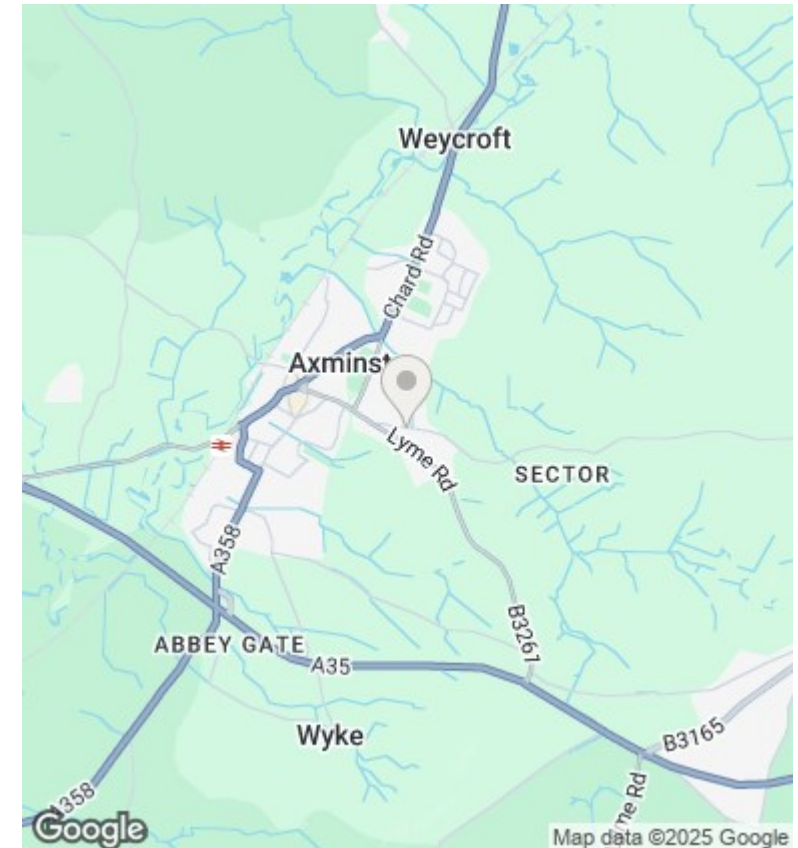 Weycroft
Chard Rd
Axminst
Lyme Rd
SECTOR
A358
B3261
ABBEY GATE
A35
Wyke
B3165
A358
me Rd
Google
Map data ©2025 Google